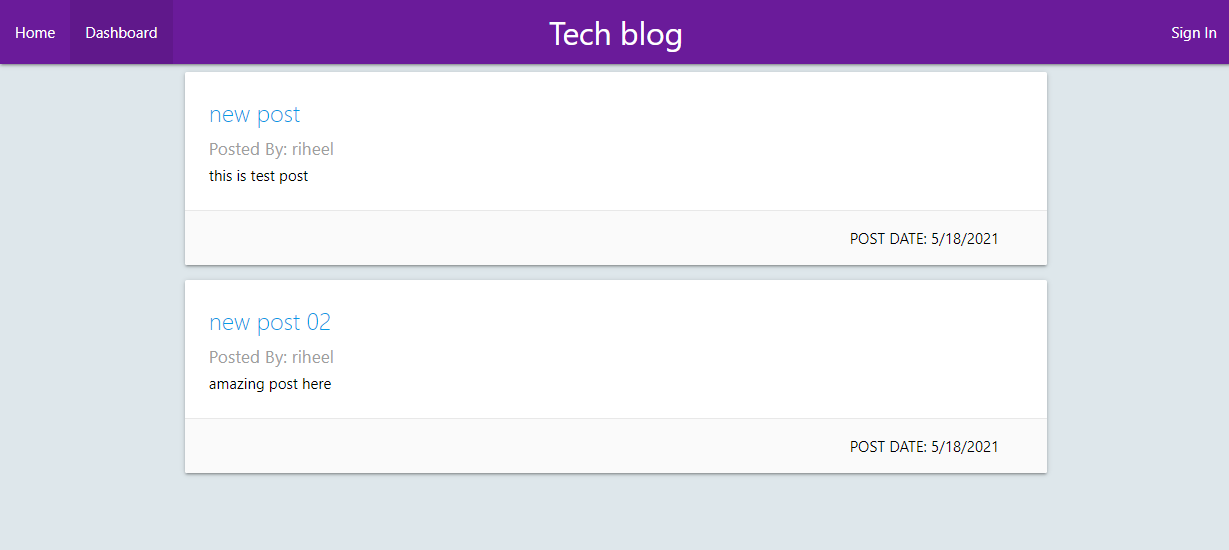 Home Dashboard Tech blog Sign In
new post
Posted By: riheel
this is test post
POST DATE: 5/18/2021
new post 02
Posted By: riheel
amazing post here
POST DATE: 5/18/2021